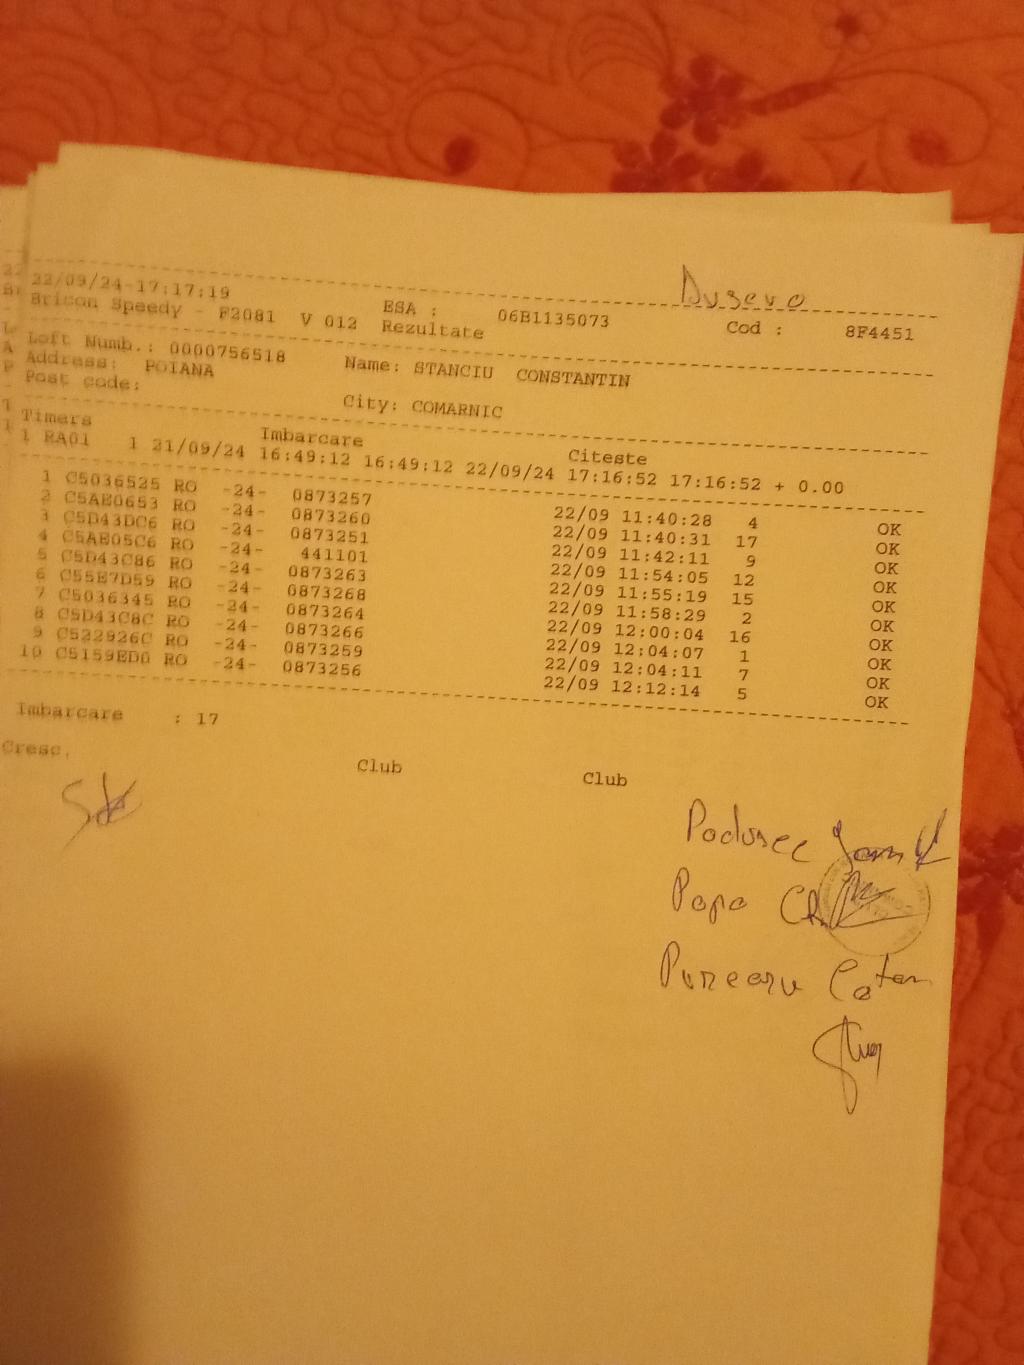 Dusevo
22/09/24-17:17:19 ESA : 06B1135073 Cod : 8F4451
Bricon Speedy - F2081 V 012 Rezultate
Loft Numb.: 0000756518 Name: STANCIU CONSTANTIN
Address: POIANA
Post code: City: COMARNIC
Timers Imbarcare Citeste
1 RA01 1 21/09/24 16:49:12 16:49:12 22/09/24 17:16:52 17:16:52 + 0.00
1 C5036525 RO -24- 0873257 22/09 11:40:28 4 OK
2 C5AE0653 RO -24- 0873260 22/09 11:40:31 17 OK
3 C5D43DC6 RO -24- 0873251 22/09 11:42:11 9 OK
4 C5AE05C6 RO -24- 441101 22/09 11:54:05 12 OK
5 C5D43C86 RO -24- 0873263 22/09 11:55:19 15 OK
6 C55E7D59 RO -24- 0873268 22/09 11:58:29 2 OK
7 C5036345 RO -24- 0873264 22/09 12:00:04 16 OK
8 C5D43C8C RO -24- 0873266 22/09 12:04:07 1 OK
9 C522926C RO -24- 0873259 22/09 12:04:11 7 OK
10 C5159ED0 RO -24- 0873256 22/09 12:12:14 5 OK
Imbarcare : 17
Cresc. Club Club
Popa